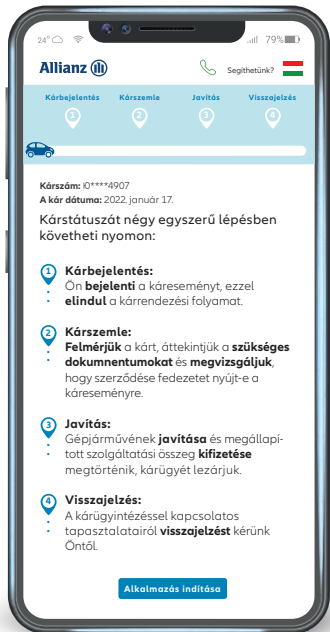 24°
79%
Allianz
Segíthetünk?
Kárbejelentés Kárszemle Javítás Visszajelzés
1 2 3 4
Kárszám: I0****4907
A kár dátuma: 2022. január 17.
Kárstátuszát négy egyszerű lépésben
követheti nyomon:
1 Kárbejelentés:
Ön bejelenti a káreseményt, ezzel
elindul a kárrendezési folyamat.
2 Kárszemle:
Felmérjük a kárt, áttekintjük a szükséges
dokumnentumokat és megvizsgáljuk,
hogy szerződése fedezetet nyújt-e a
káreseményre.
3 Javítás:
Gépjárművének javítása és megállapí-
tott szolgáltatási összeg kifizetése
megtörténik, kárügyét lezárjuk.
4 Visszajelzés:
A kárügyintézéssel kapcsolatos
tapasztalatairól visszajelzést kérünk
Öntől.
Alkalmazás indítása